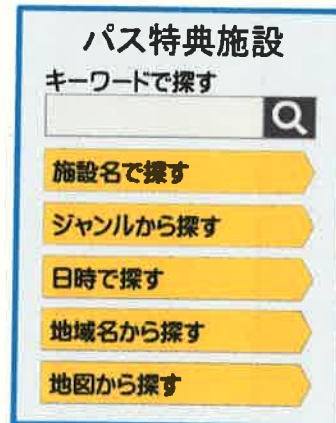 パス特典施設
キーワードで探す
施設名で探す
ジャンルから探す
日時で探す
地域名から探す
地図から探す